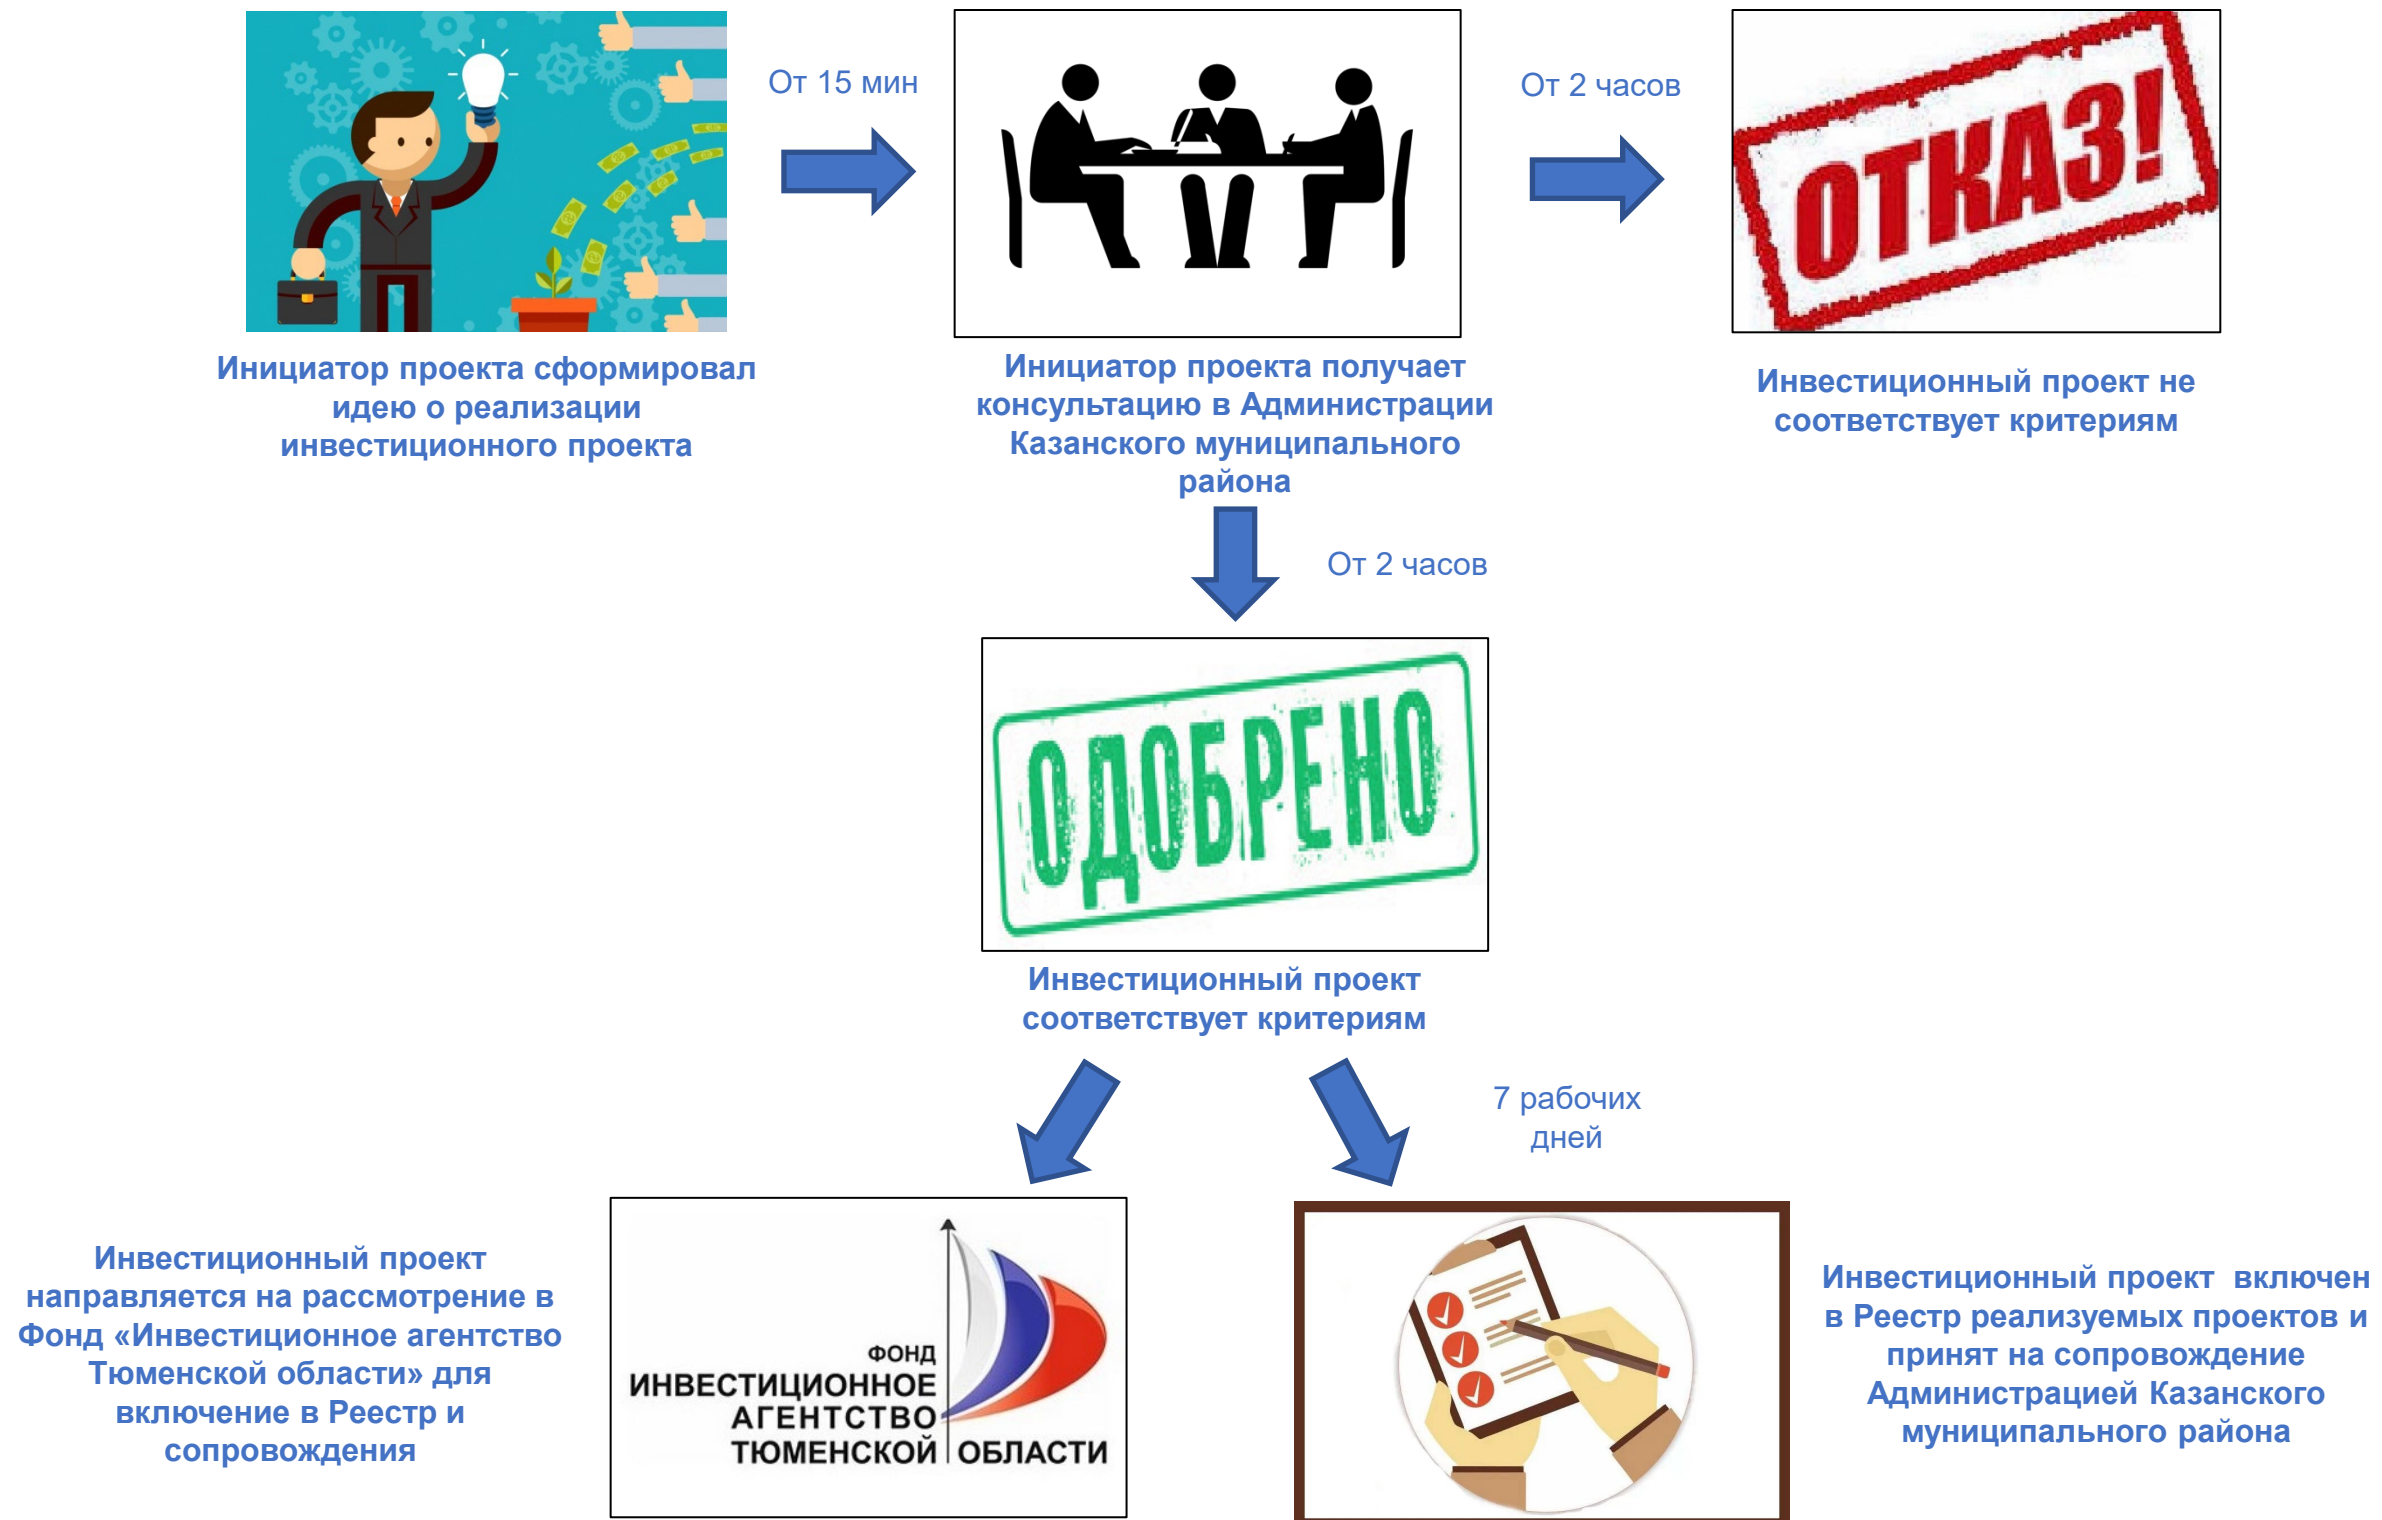 От 15 мин
От 2 часов
ОТКАЗ!
Инициатор проекта сформировал
идею о реализации
инвестиционного проекта
Инициатор проекта получает
консультацию в Администрации
Казанского муниципального
района
Инвестиционный проект не
соответствует критериям
От 2 часов
ОДОБРЕНО
Инвестиционный проект
соответствует критериям
7 рабочих
дней
Инвестиционный проект
направляется на рассмотрение в
Фонд «Инвестиционное агентство
Тюменской области» для
включение в Реестр и
сопровождения
ФОНД
ИНВЕСТИЦИОННОЕ
АГЕНТСТВО
ТЮМЕНСКОЙ ОБЛАСТИ
Инвестиционный проект  включен
в Реестр реализуемых проектов и
принят на сопровождение
Администрацией Казанского
муниципального района